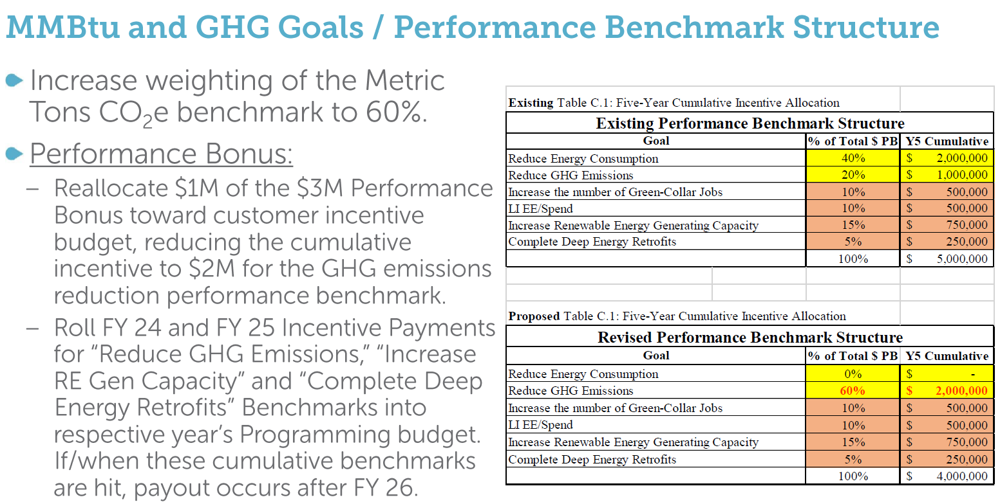 MMBtu and GHG Goals / Performance Benchmark Structure
Increase weighting of the Metric
Tons CO₂e benchmark to 60%.
Performance Bonus:
– Reallocate $1M of the $3M Performance
Bonus toward customer incentive
budget, reducing the cumulative
incentive to $2M for the GHG emissions
reduction performance benchmark.
– Roll FY 24 and FY 25 Incentive Payments
for “Reduce GHG Emissions,” “Increase
RE Gen Capacity” and “Complete Deep
Energy Retrofits” Benchmarks into
respective year’s Programming budget.
If/when these cumulative benchmarks
are hit, payout occurs after FY 26.
Existing Table C.1: Five-Year Cumulative Incentive Allocation
Existing Performance Benchmark Structure
Goal % of Total $ PB Y5 Cumulative
Reduce Energy Consumption 40% $ 2,000,000
Reduce GHG Emissions 20% $ 1,000,000
Increase the number of Green-Collar Jobs 10% $ 500,000
LI EE/Spend 10% $ 500,000
Increase Renewable Energy Generating Capacity 15% $ 750,000
Complete Deep Energy Retrofits 5% $ 250,000
100% $ 5,000,000
Proposed Table C.1: Five-Year Cumulative Incentive Allocation
Revised Performance Benchmark Structure
Goal % of Total $ PB Y5 Cumulative
Reduce Energy Consumption 0% $ -
Reduce GHG Emissions 60% $ 2,000,000
Increase the number of Green-Collar Jobs 10% $ 500,000
LI EE/Spend 10% $ 500,000
Increase Renewable Energy Generating Capacity 15% $ 750,000
Complete Deep Energy Retrofits 5% $ 250,000
100% $ 4,000,000